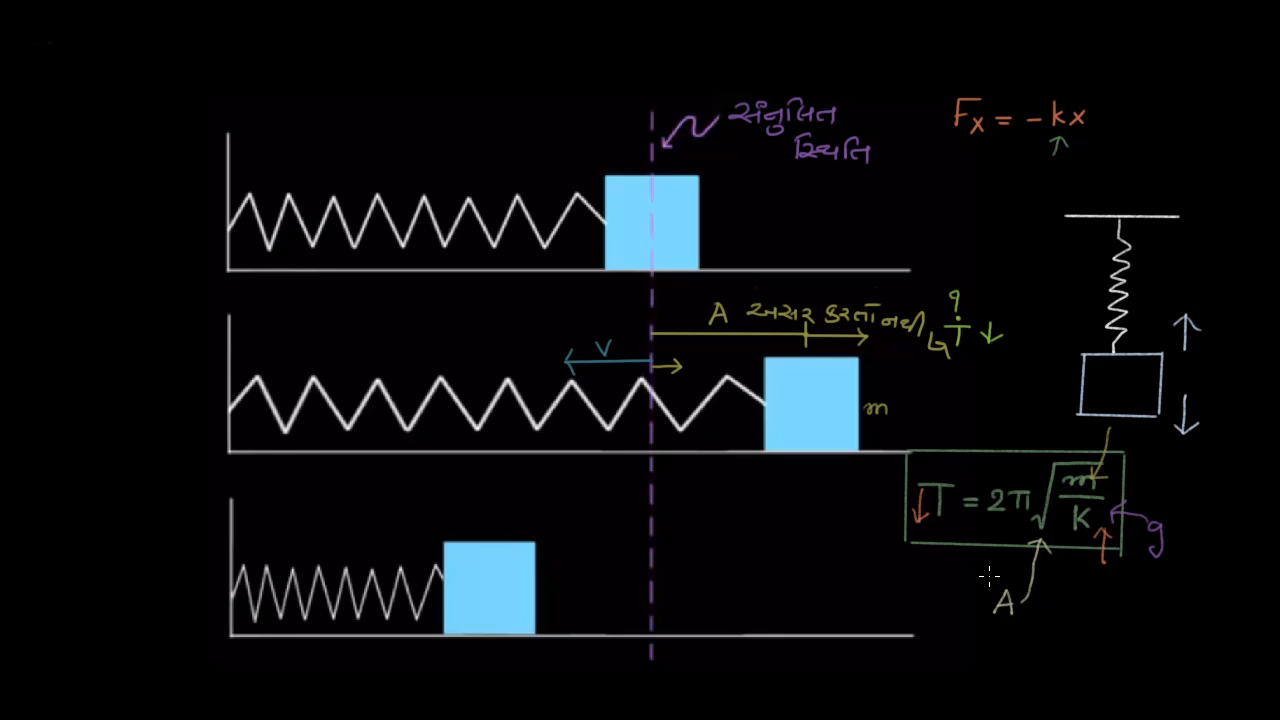 સંતુલિત
સ્થિતિ
Fx = - kx
A અસર કરતાં નથી
?
T ↓
V
m
↓T = 2π√(m/K)
g
A